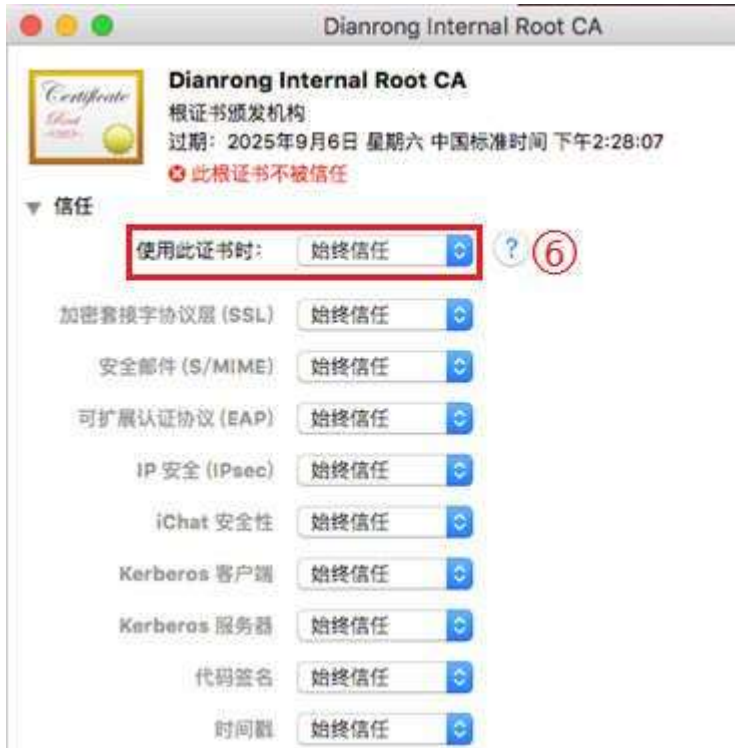 Dianrong Internal Root CA
Certificate
Root
Dianrong Internal Root CA
根证书颁发机构
过期：2025年9月6日 星期六 中国标准时间 下午2:28:07
此根证书不被信任
信任
使用此证书时： 始终信任 ? ⑥
加密套接字协议层 (SSL) 始终信任
安全邮件 (S/MIME) 始终信任
可扩展认证协议 (EAP) 始终信任
IP 安全 (IPsec) 始终信任
iChat 安全性 始终信任
Kerberos 客户端 始终信任
Kerberos 服务器 始终信任
代码签名 始终信任
时间戳 始终信任